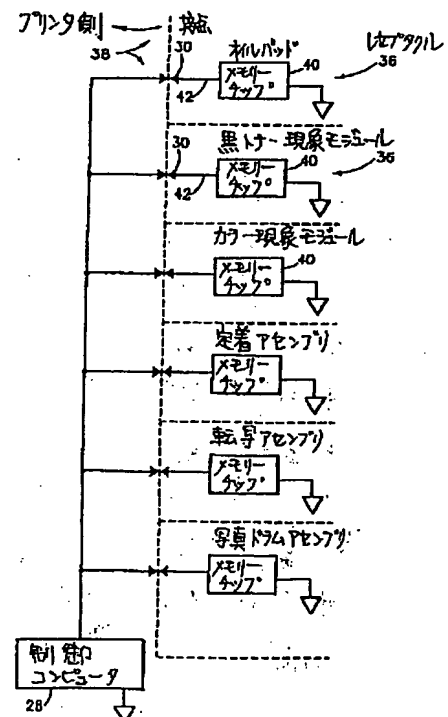 プリンタ側 接点
38 30 オイルパッド 40 レセプタクル
42 メモリー
チップ 36
黒トナー現象モジュール
30 40 36
42 メモリー
チップ
カラー現象モジュール
メモリー
チップ 40
定着アセンブリ
メモリー
チップ
転写アセンブリ
メモリー
チップ
写真ドラムアセンブリ
メモリー
チップ
制御
コンピュータ
28